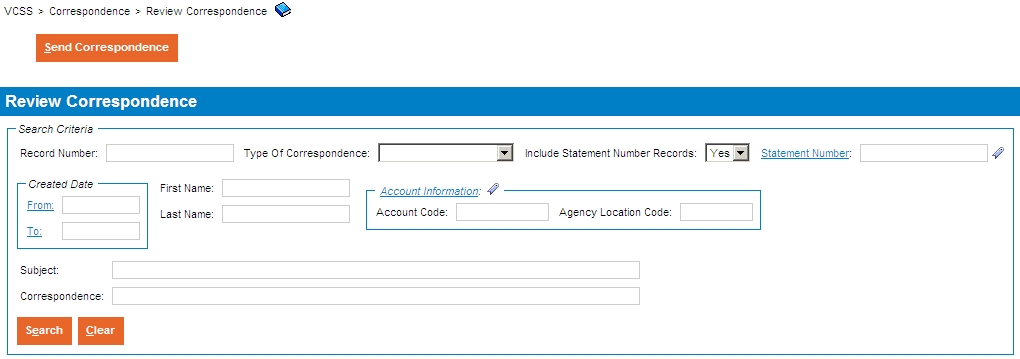 VCSS > Correspondence > Review Correspondence
Send Correspondence
Review Correspondence
Search Criteria
Record Number: Type Of Correspondence: Include Statement Number Records: Yes Statement Number:
Created Date
From:
To:
First Name:
Last Name:
Account Information:
Account Code: Agency Location Code:
Subject:
Correspondence:
Search Clear